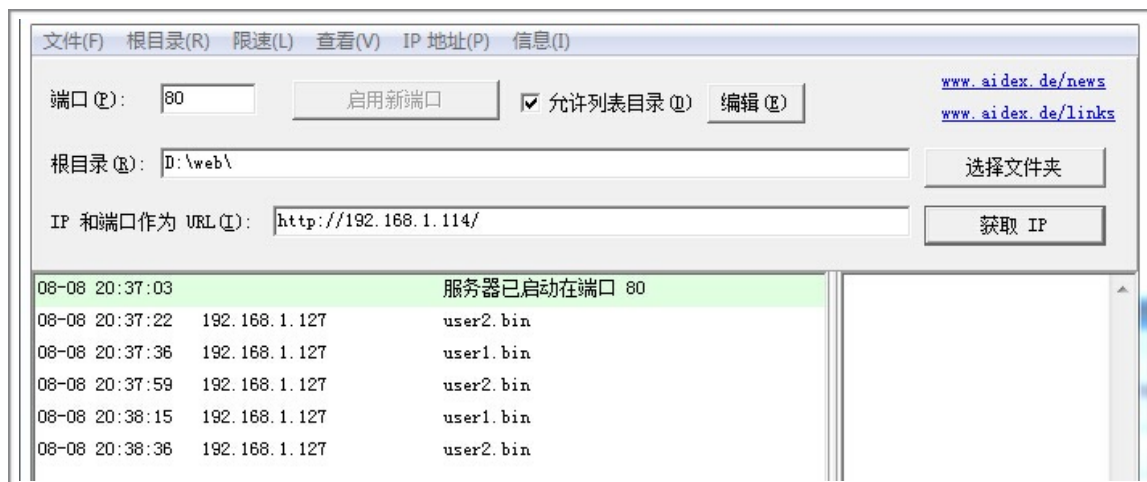 文件(F) 根目录(R) 限速(L) 查看(V) IP 地址(P) 信息(I)
端口(P): 80 启用新端口 允许列表目录(D) 编辑(E) www.aidex.de/news
www.aidex.de/links
根目录(R): D:\web\ 选择文件夹
IP 和端口作为 URL(I): http://192.168.1.114/ 获取 IP
08-08 20:37:03 服务器已启动在端口 80
08-08 20:37:22 192.168.1.127 user2.bin
08-08 20:37:36 192.168.1.127 user1.bin
08-08 20:37:59 192.168.1.127 user2.bin
08-08 20:38:15 192.168.1.127 user1.bin
08-08 20:38:36 192.168.1.127 user2.bin